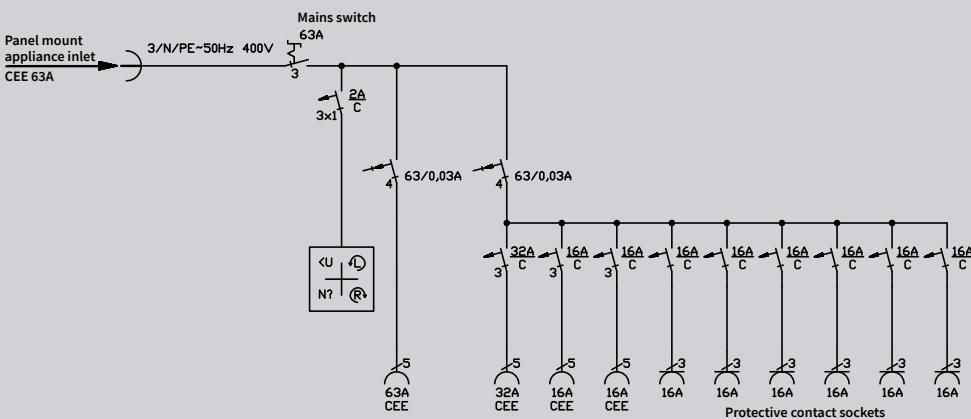 Mains switch
63A
Panel mount
appliance inlet
CEE 63A
3/N/PE~50Hz 400V
3
2A
C
3x1
63/0,03A
4
63/0,03A
4
32A
C
3
16A
C
3
16A
C
3
16A
C
16A
C
16A
C
16A
C
16A
C
16A
C
<U
L
N?
R
5
63A
CEE
5
32A
CEE
5
16A
CEE
5
16A
CEE
3
16A
3
16A
3
16A
3
16A
3
16A
3
16A
Protective contact sockets